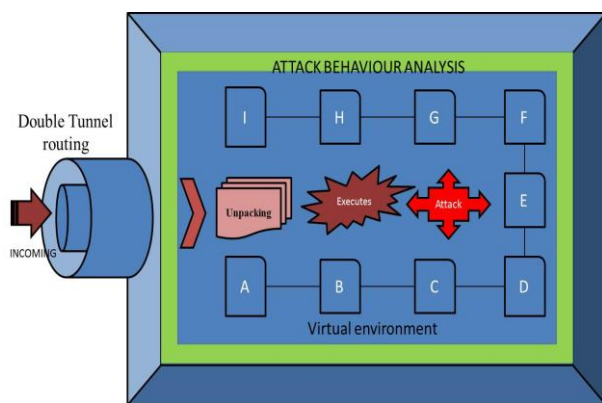 ATTACK BEHAVIOUR ANALYSIS
Double Tunnel
routing
INCOMING
I
H
G
F
Unpacking
Executes
Attack
E
A
B
C
D
Virtual environment